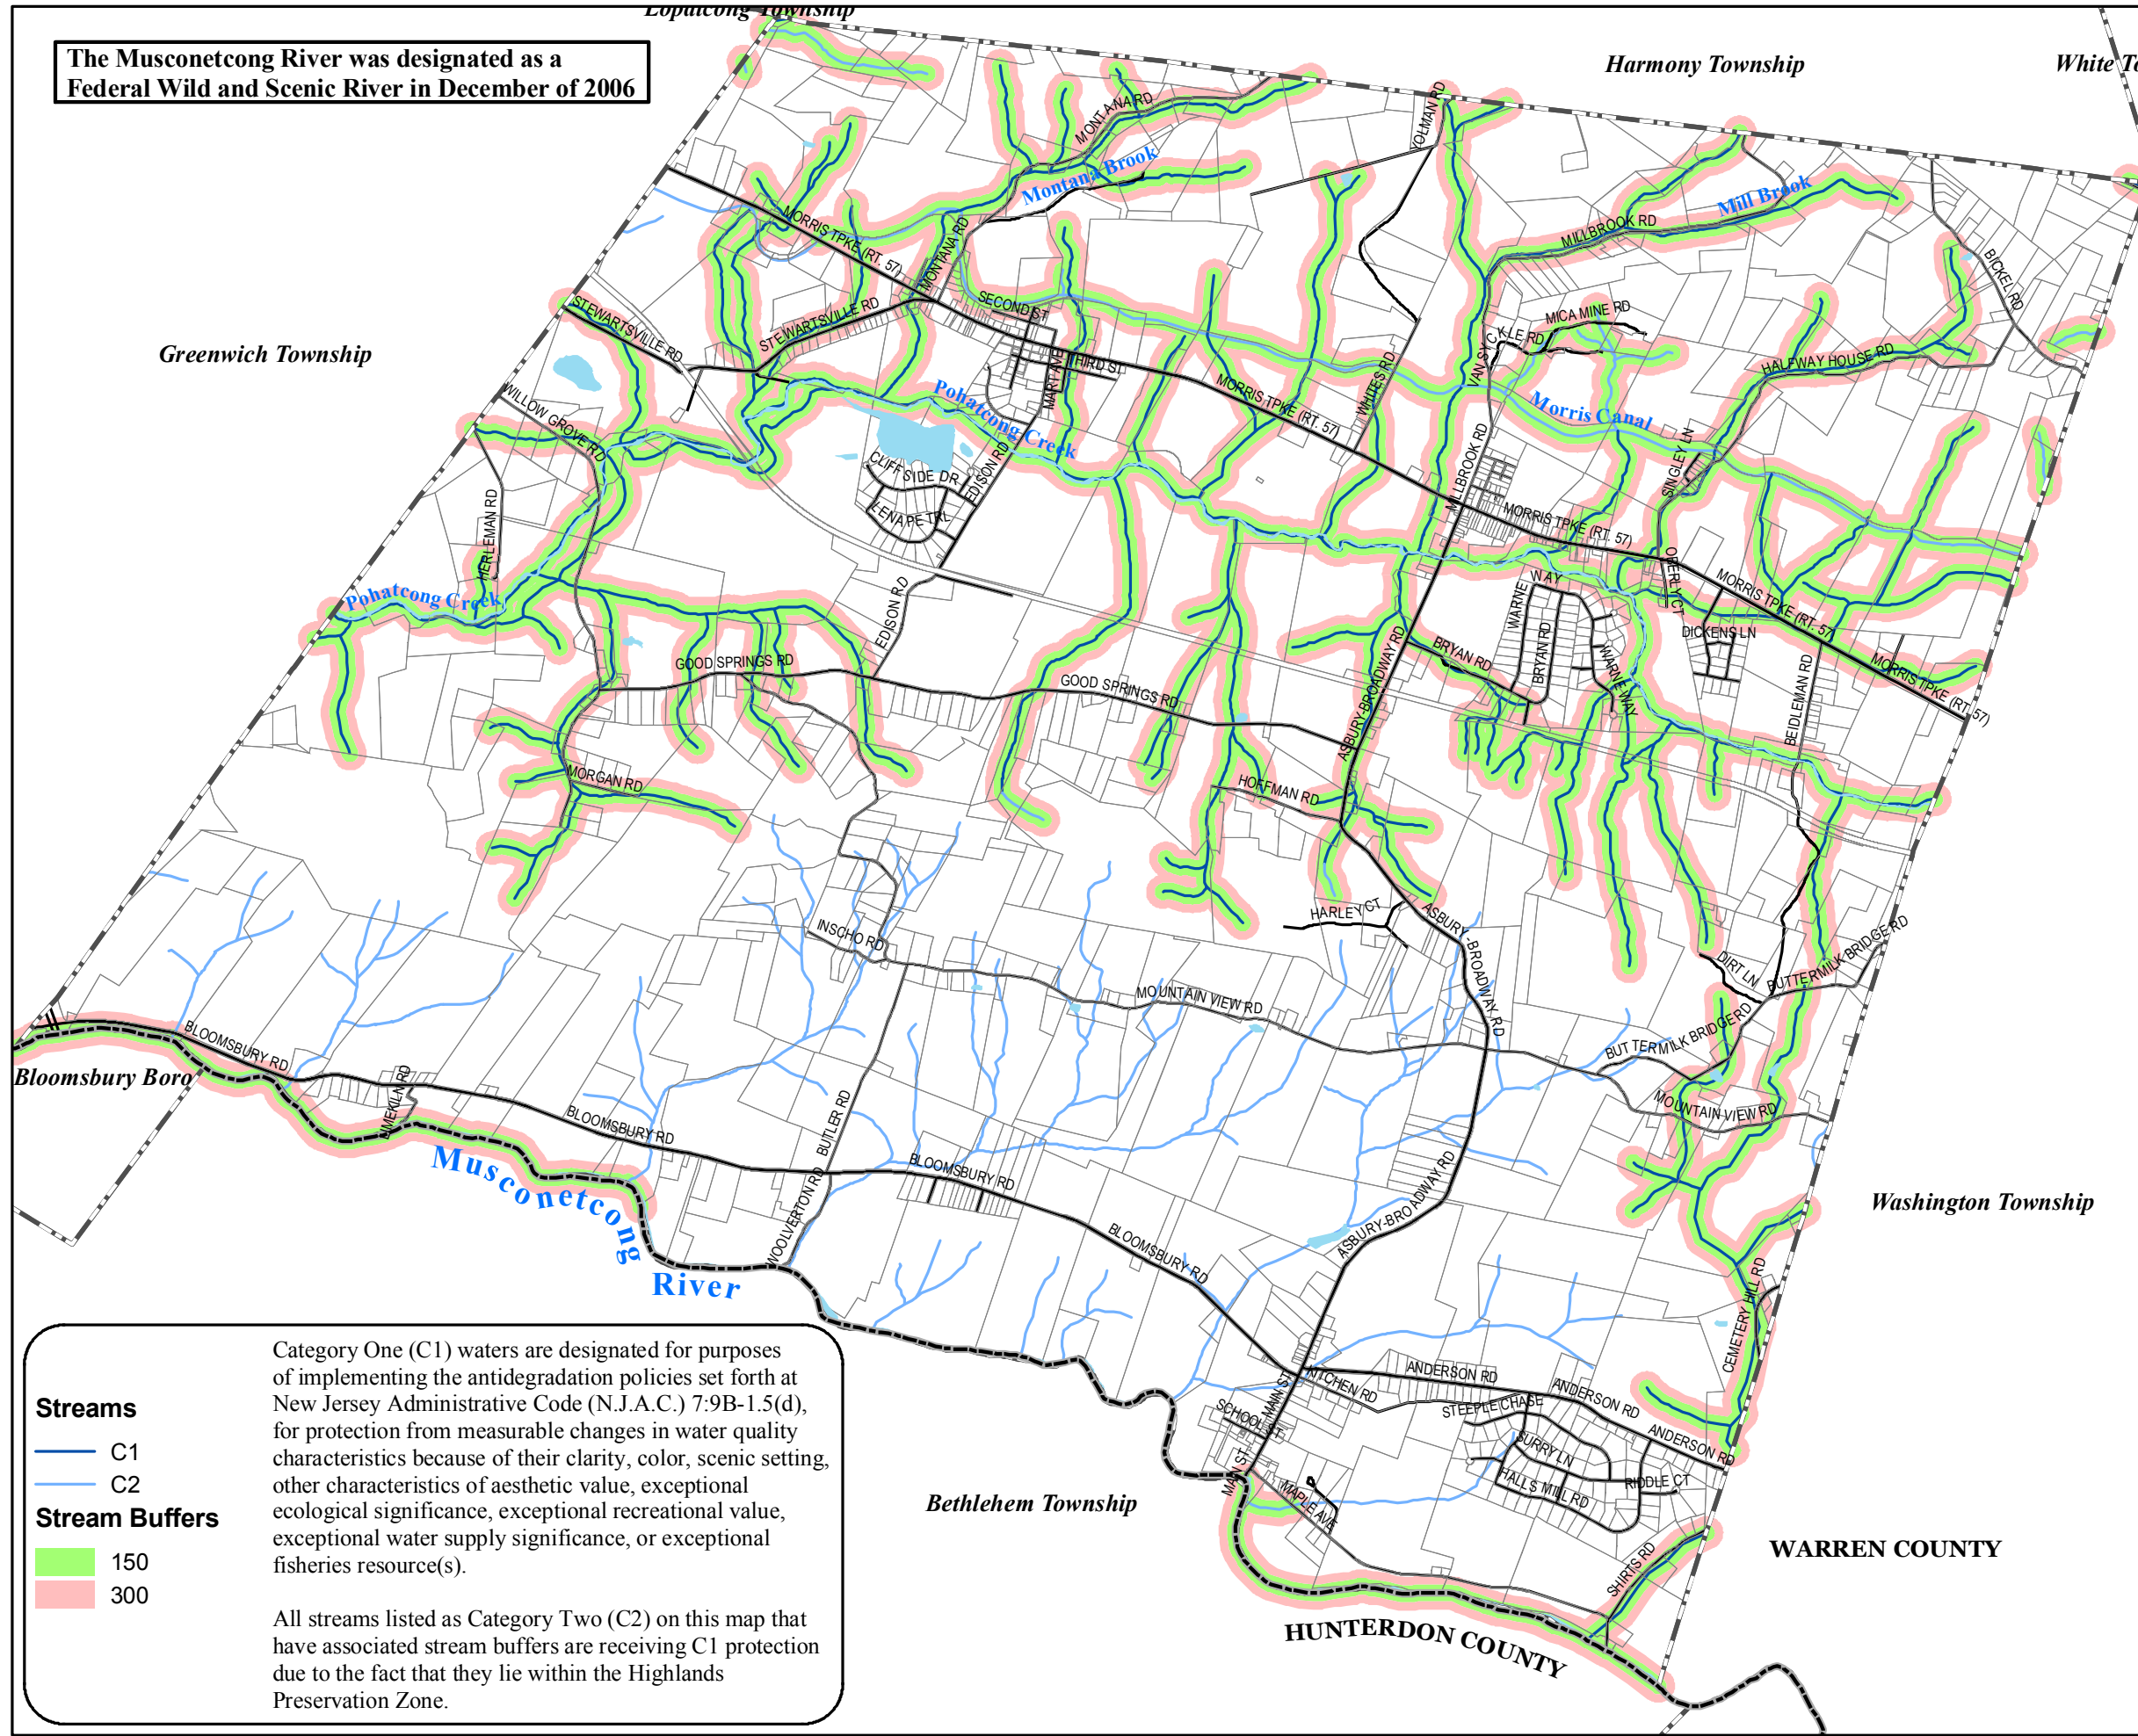 Lopatcong Township
The Musconetcong River was designated as a
Federal Wild and Scenic River in December of 2006
Harmony Township
MONTANA RD
Montana Brook
MORRIS TPKE (RT. 57)
MONTANA RD
Mill Brook
MILLBROOK RD
BICKEL RD
STEWARTSVILLE RD
STEWARTSVILLE RD
SECOND ST
THIRD ST
MICA MINE RD
HALFWAY HOUSE RD
Greenwich Township
WILLOW GROVE RD
Pohatcong Creek
MORRIS TPKE (RT. 57)
WHITES RD
Morris Canal
CLIFFSIDE DR
EDISON RD
LENAPE TRL
MILLBROOK RD
SINGLEY LN
MORRIS TPKE (RT. 57)
HERLEMAN RD
Pohatcong Creek
EDISON RD
WARNE WAY
BRYAN RD
BRYAN RD
WARNE WAY
OBERLY CT
DICKENS LN
MORRIS TPKE (RT. 57)
MORRIS TPKE (RT. 57)
BEIDLEMAN RD
GOOD SPRINGS RD
GOOD SPRINGS RD
ASBURY-BROADWAY RD
MORGAN RD
HOFFMAN RD
HARLEY CT
ASBURY-BROADWAY RD
INSCHO RD
MOUNTAIN VIEW RD
DIRT LN
BUTTERMILK BRIDGE RD
BUTTERMILK BRIDGE RD
MOUNTAIN VIEW RD
BLOOMSBURY RD
Bloomsbury Boro
LIMEKILN RD
BLOOMSBURY RD
BUTLER RD
BLOOMSBURY RD
WOOLVERTON RD
Musconetcong
River
BLOOMSBURY RD
ASBURY-BROADWAY RD
Washington Township
CEMETERY HILL RD
ANDERSON RD
KITCHEN RD
ANDERSON RD
STEEPLE CHASE
ANDERSON RD
SCHOOL ST
MAIN ST
MAIN ST
MAPLE AVE
SURRY LN
HALLS MILL RD
RIDDLE CT
SHIRTS RD
Bethlehem Township
WARREN COUNTY
HUNTERDON COUNTY
Streams
C1
C2
Stream Buffers
150
300
Category One (C1) waters are designated for purposes
of implementing the antidegradation policies set forth at
New Jersey Administrative Code (N.J.A.C.) 7:9B-1.5(d),
for protection from measurable changes in water quality
characteristics because of their clarity, color, scenic setting,
other characteristics of aesthetic value, exceptional
ecological significance, exceptional recreational value,
exceptional water supply significance, or exceptional
fisheries resource(s).
All streams listed as Category Two (C2) on this map that
have associated stream buffers are receiving C1 protection
due to the fact that they lie within the Highlands
Preservation Zone.